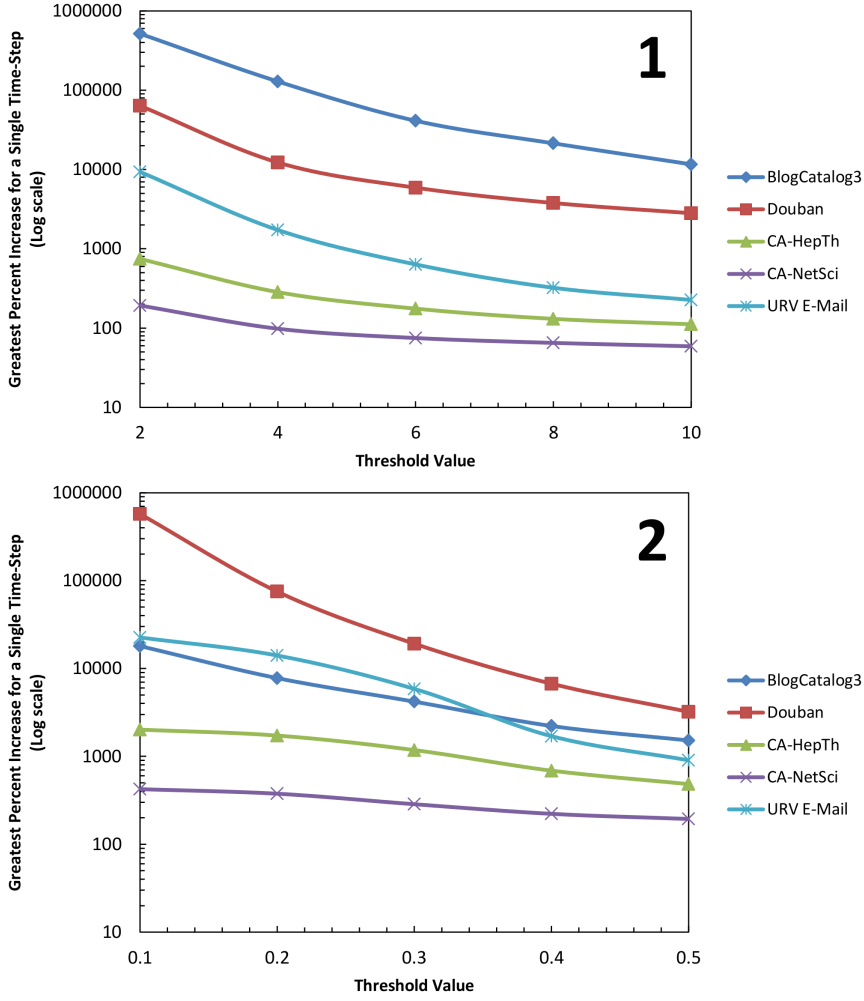 Greatest Percent Increase for a Single Time-Step
(Log scale)
1000000
100000
10000
1000
100
10
1
2
4
6
8
10
Threshold Value
BlogCatalog3
Douban
CA-HepTh
CA-NetSci
URV E-Mail
Greatest Percent Increase for a Single Time-Step
(Log scale)
1000000
100000
10000
1000
100
10
2
0.1
0.2
0.3
0.4
0.5
Threshold Value
BlogCatalog3
Douban
CA-HepTh
CA-NetSci
URV E-Mail